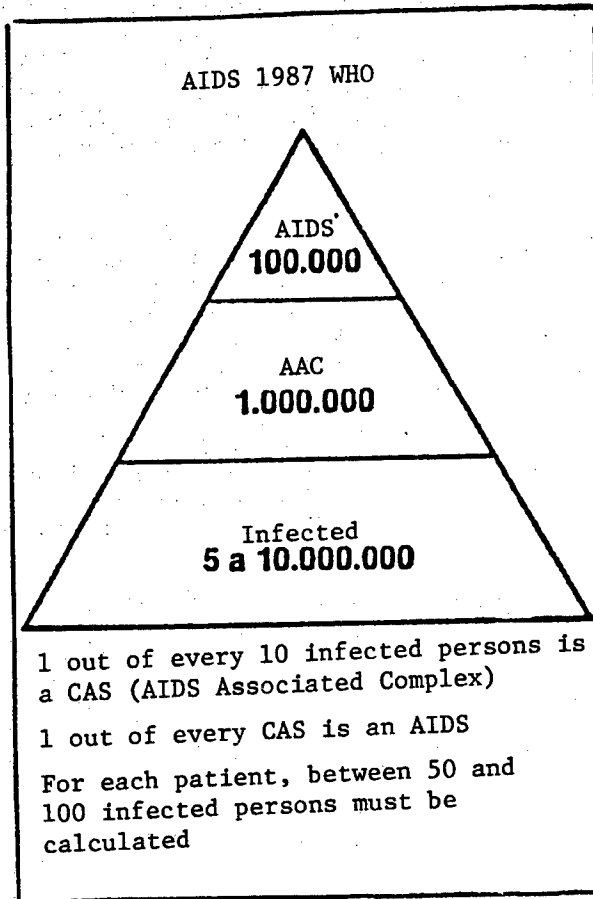 AIDS 1987 WHO
AIDS
100.000
AAC
1.000.000
Infected
5 a 10.000.000
1 out of every 10 infected persons is
a CAS (AIDS Associated Complex)
1 out of every CAS is an AIDS
For each patient, between 50 and
100 infected persons must be
calculated